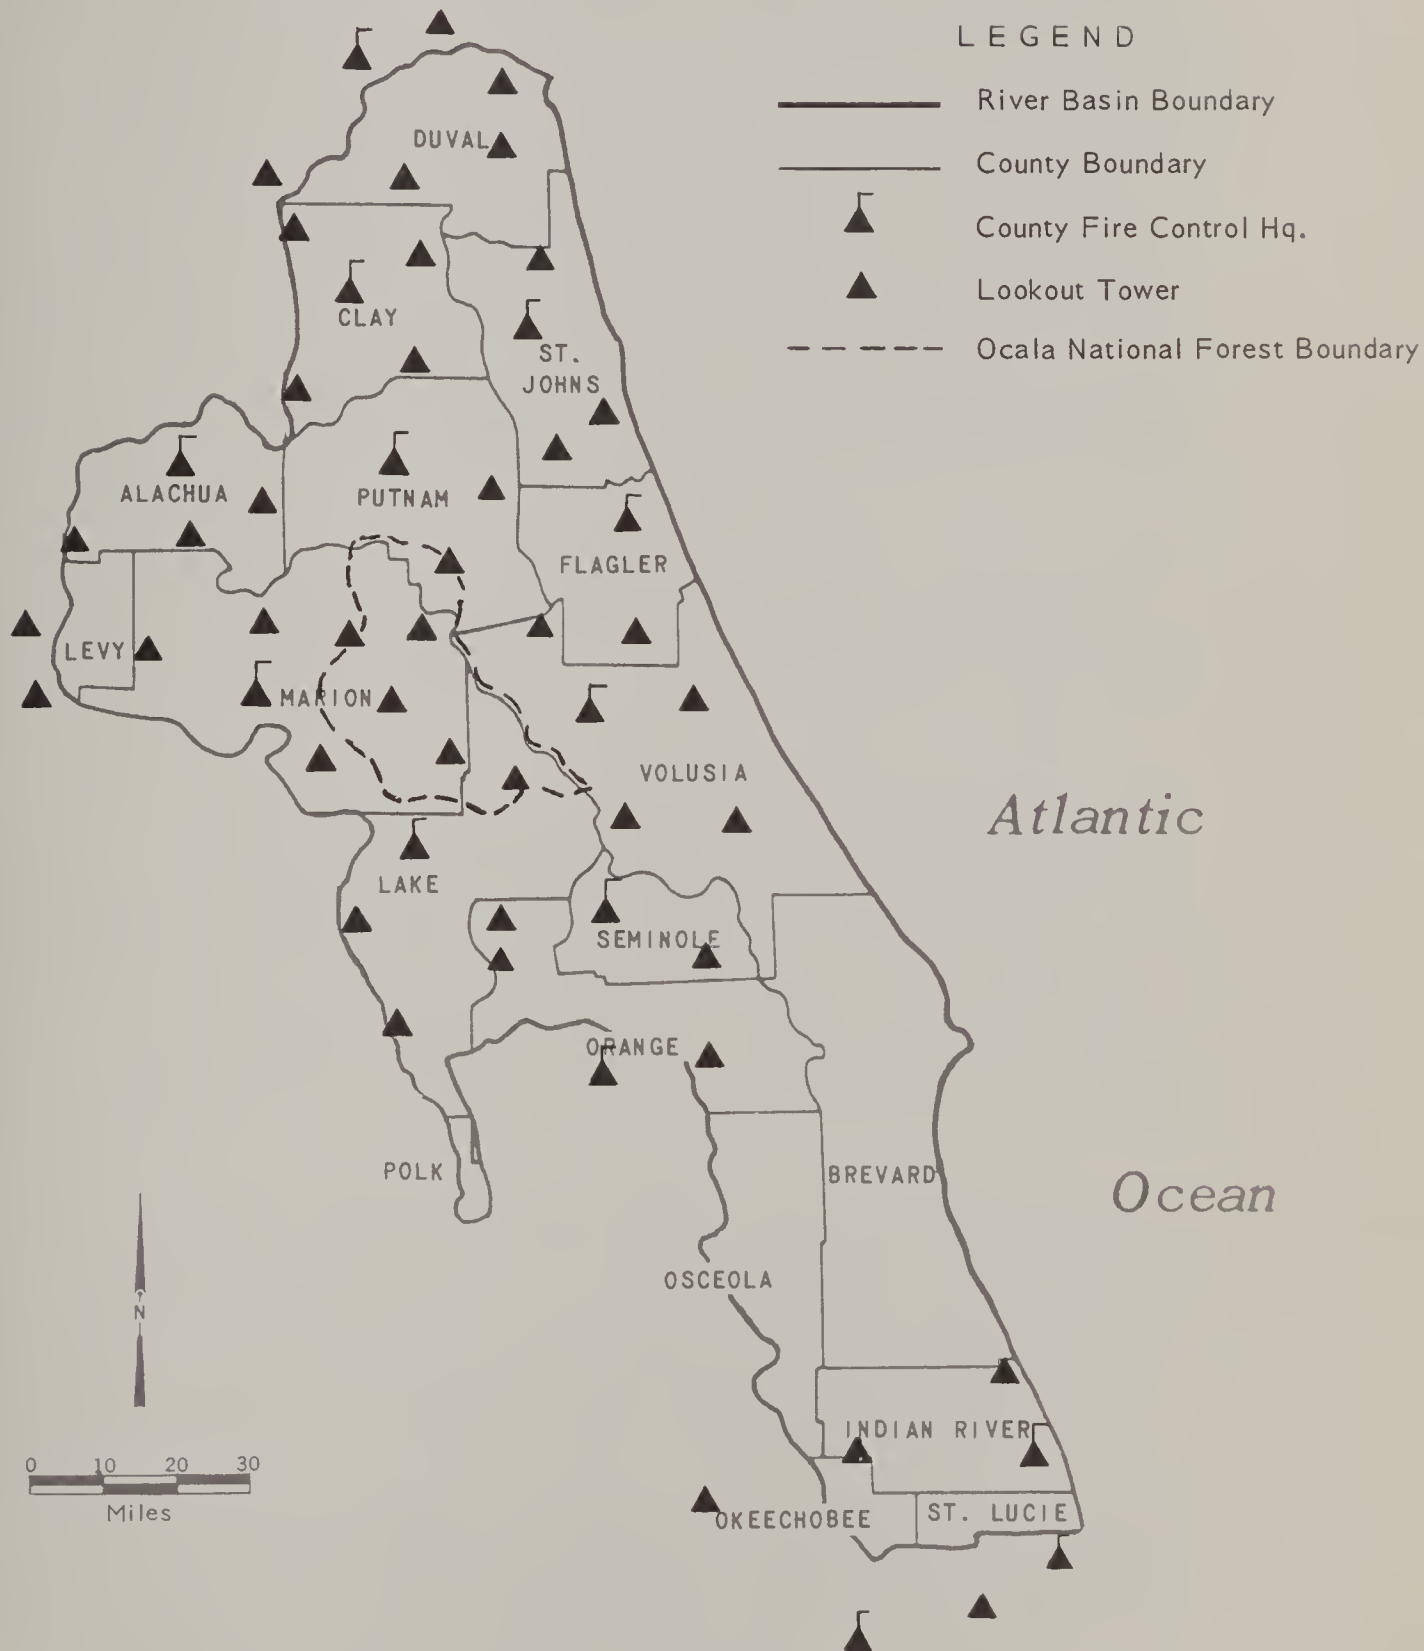 LEGEND
River Basin Boundary
County Boundary
County Fire Control Hq.
Lookout Tower
Ocala National Forest Boundary
DUVAL
CLAY
ST.
JOHNS
ALACHUA
PUTNAM
FLAGLER
LEVY
MARION
VOLUSIA
Atlantic
LAKE
SEMINOLE
ORANGE
POLK
BREVARD
Ocean
OSCEOLA
N
INDIAN RIVER
0 10 20 30
Miles
OKEECHOBEE
ST. LUCIE